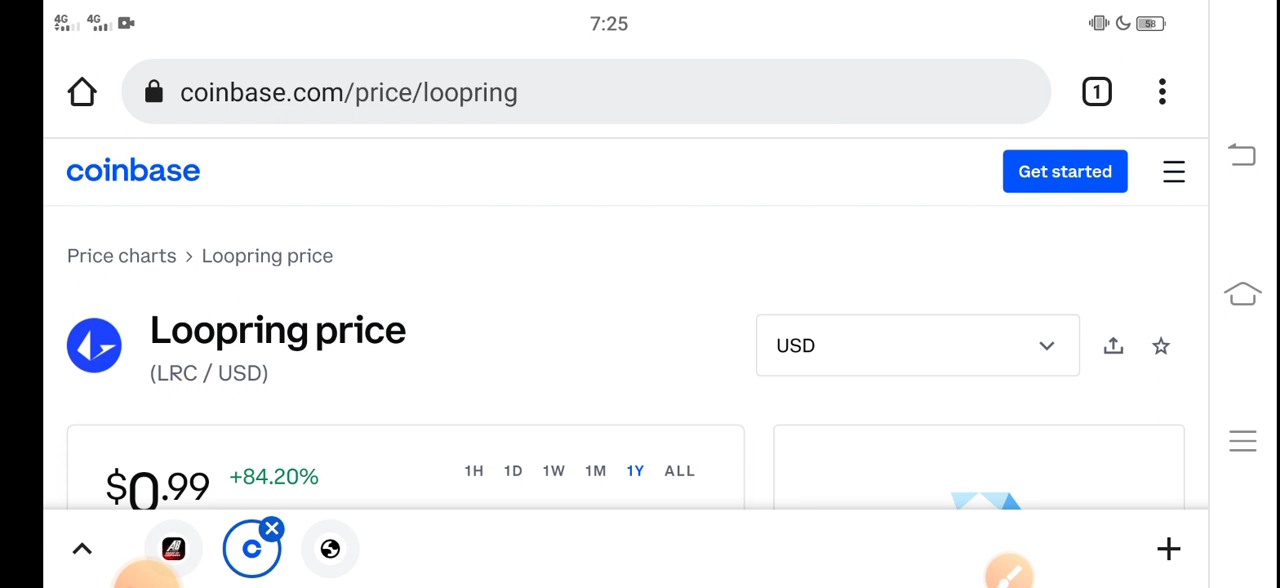 4G 4G 7:25 58
coinbase.com/price/loopring 1
coinbase Get started
Price charts > Loopring price
Loopring price
(LRC / USD)
USD
$0.99 +84.20% 1H 1D 1W 1M 1Y ALL